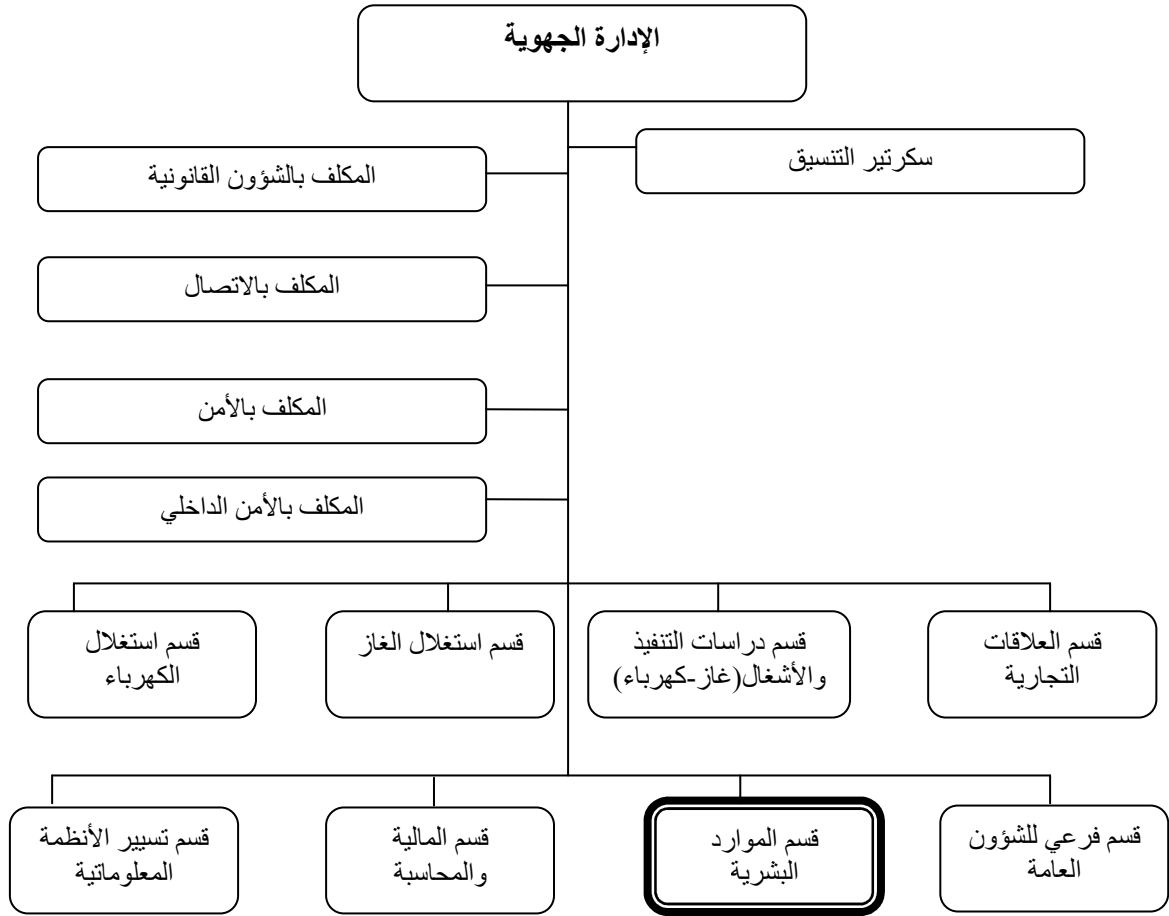 الإدارة الجهوية
سكرتير التنسيق
المكلف بالشؤون القانونية
المكلف بالاتصال
المكلف بالأمن
المكلف بالأمن الداخلي
قسم العلاقات
التجارية
قسم دراسات التنفيذ
والأشغال(غاز-كهرباء)
قسم استغلال الغاز
قسم استغلال
الكهرباء
قسم فرعي للشؤون
العامة
قسم الموارد
البشرية
قسم المالية
والمحاسبة
قسم تسيير الأنظمة
المعلوماتية